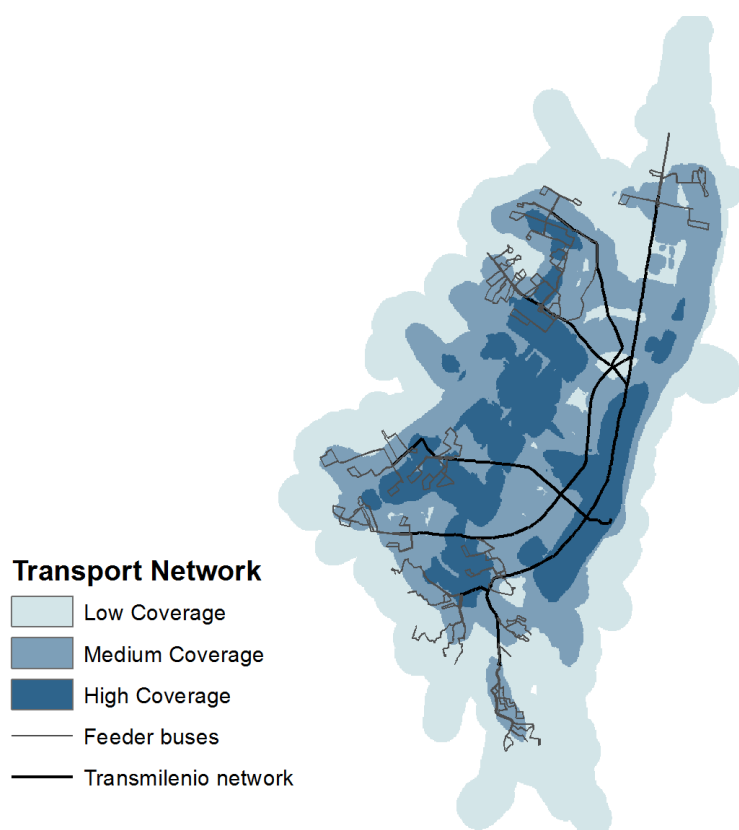 Transport Network
Low Coverage
Medium Coverage
High Coverage
Feeder buses
Transmilenio network